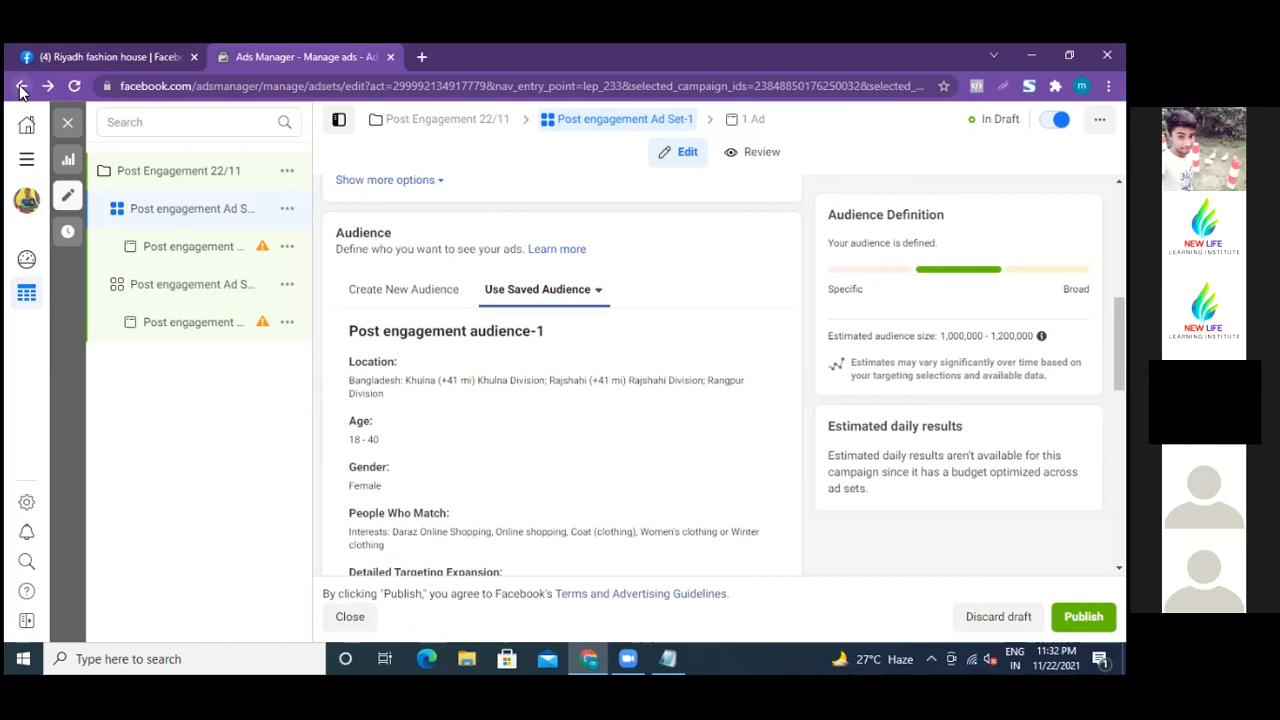 (4) Riyadh fashion house | Faceb
Ads Manager - Manage ads - Ad
facebook.com/adsmanager/manage/adsets/edit?act=299992134917779&nav_entry_point=lep_233&selected_campaign_ids=23848850176250032&selected_...
m
Search
Post Engagement 22/11
Post engagement Ad S...
Post engagement ...
Post engagement Ad S...
Post engagement ...
Post Engagement 22/11
Post engagement Ad Set-1
1 Ad
In Draft
Edit
Review
Show more options
Audience
Define who you want to see your ads. Learn more
Create New Audience
Use Saved Audience
Post engagement audience-1
Location:
Bangladesh: Khulna (+41 mi) Khulna Division; Rajshahi (+41 mi) Rajshahi Division; Rangpur
Division
Age:
18 - 40
Gender:
Female
People Who Match:
Interests: Daraz Online Shopping, Online shopping, Coat (clothing), Women's clothing or Winter
clothing
Detailed Targeting Expansion:
Audience Definition
Your audience is defined.
Specific
Broad
Estimated audience size: 1,000,000 - 1,200,000
Estimates may vary significantly over time based on
your targeting selections and available data.
Estimated daily results
Estimated daily results aren't available for this
campaign since it has a budget optimized across
ad sets.
By clicking "Publish," you agree to Facebook's Terms and Advertising Guidelines.
Close
Discard draft
Publish
NEW LIFE
LEARNING INSTITUTE
NEW LIFE
LEARNING INSTITUTE
Type here to search
27°C Haze
ENG
IN
11:32 PM
11/22/2021
1